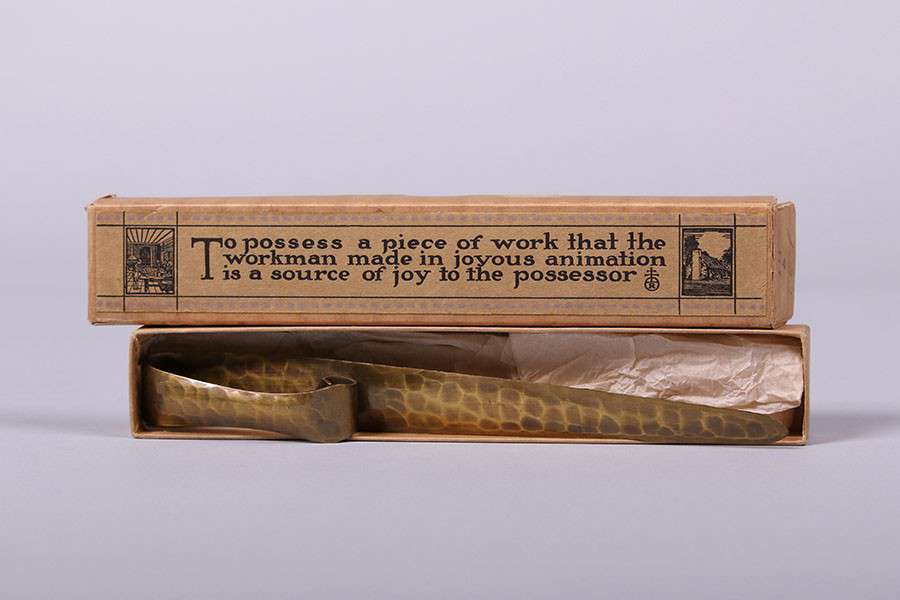 To possess a piece of work that the
workman made in joyous animation
is a source of joy to the possessor